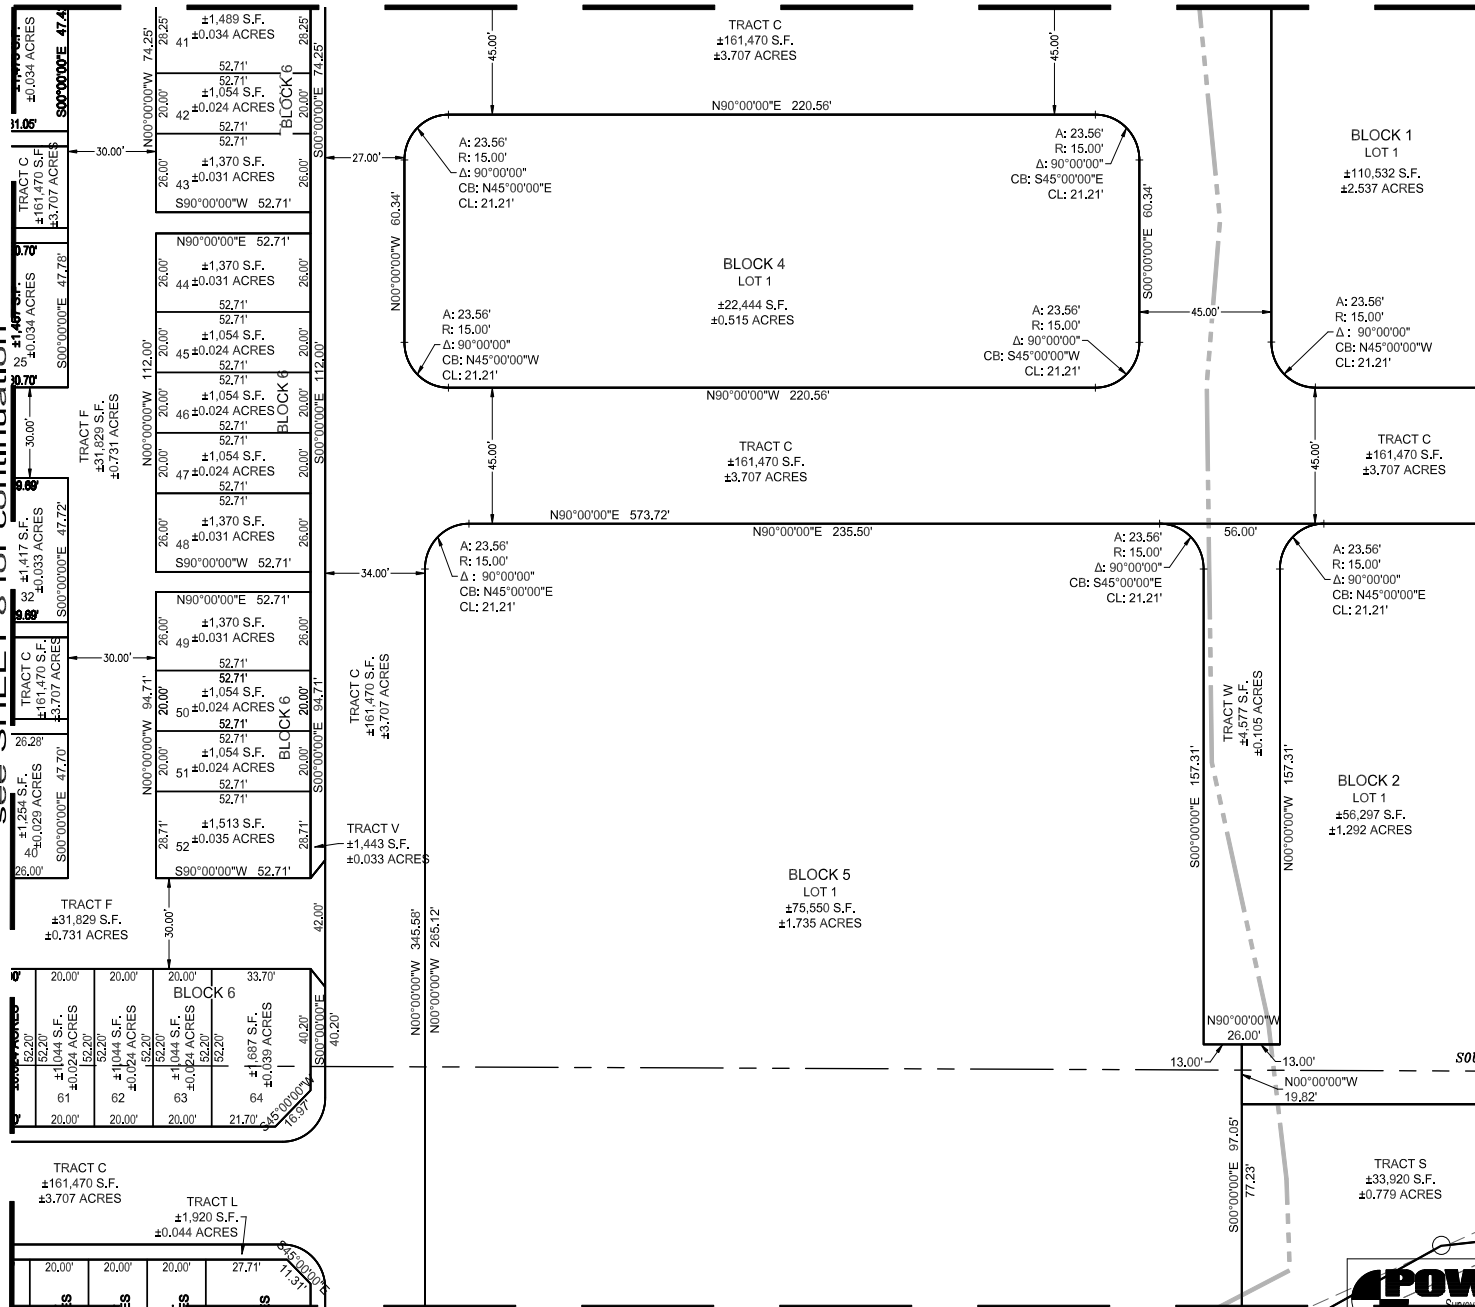 ±1,489 S.F.
±0.034 ACRES
41
28.25'
28.25'
52.71'
N00°00'00"W 74.25'
S00°00'00"E 74.25'
52.71'
±1,054 S.F.
±0.024 ACRES
42
20.00'
20.00'
52.71'
BLOCK 6
52.71'
±1,370 S.F.
±0.031 ACRES
43
26.00'
26.00'
S90°00'00"W 52.71'
±0.034 ACRES
S00°00'00"E 47.4
31.05'
30.00'
TRACT C
±161,470 S.F.
±3.707 ACRES
27.00'
TRACT C
±161,470 S.F.
±3.707 ACRES
45.00'
45.00'
N90°00'00"E 220.56'
A: 23.56'
R: 15.00'
Δ: 90°00'00"
CB: N45°00'00"E
CL: 21.21'
A: 23.56'
R: 15.00'
Δ: 90°00'00"
CB: S45°00'00"E
CL: 21.21'
N00°00'00"W 60.34'
S00°00'00"E 60.34'
BLOCK 4
LOT 1
±22,444 S.F.
±0.515 ACRES
A: 23.56'
R: 15.00'
Δ: 90°00'00"
CB: N45°00'00"W
CL: 21.21'
A: 23.56'
R: 15.00'
Δ: 90°00'00"
CB: S45°00'00"W
CL: 21.21'
N90°00'00"W 220.56'
BLOCK 1
LOT 1
±110,532 S.F.
±2.537 ACRES
45.00'
A: 23.56'
R: 15.00'
Δ : 90°00'00"
CB: N45°00'00"W
CL: 21.21'
0.70'
±1,467 S.F.
±0.034 ACRES
25
S00°00'00"E 47.78'
30.70'
N90°00'00"E 52.71'
±1,370 S.F.
±0.031 ACRES
44
26.00'
26.00'
52.71'
52.71'
±1,054 S.F.
±0.024 ACRES
45
20.00'
20.00'
52.71'
N00°00'00"W 112.00'
S00°00'00"E 112.00'
52.71'
±1,054 S.F.
±0.024 ACRES
46
20.00'
20.00'
52.71'
BLOCK 6
52.71'
±1,054 S.F.
±0.024 ACRES
47
20.00'
20.00'
52.71'
52.71'
±1,370 S.F.
±0.031 ACRES
48
26.00'
26.00'
S90°00'00"W 52.71'
see SHEET 8 for continuation
30.00'
TRACT F
±31,829 S.F.
±0.731 ACRES
9.69'
±1,417 S.F.
±0.033 ACRES
32
S00°00'00"E 47.72'
9.69'
45.00'
TRACT C
±161,470 S.F.
±3.707 ACRES
45.00'
TRACT C
±161,470 S.F.
±3.707 ACRES
N90°00'00"E 573.72'
N90°00'00"E 235.50'
56.00'
A: 23.56'
R: 15.00'
Δ : 90°00'00"
CB: N45°00'00"E
CL: 21.21'
A: 23.56'
R: 15.00'
Δ: 90°00'00"
CB: S45°00'00"E
CL: 21.21'
A: 23.56'
R: 15.00'
Δ: 90°00'00"
CB: N45°00'00"E
CL: 21.21'
34.00'
N90°00'00"E 52.71'
±1,370 S.F.
±0.031 ACRES
49
26.00'
26.00'
52.71'
52.71'
±1,054 S.F.
±0.024 ACRES
50
20.00'
20.00'
52.71'
N00°00'00"W 94.71'
S00°00'00"E 94.71'
BLOCK 6
52.71'
±1,054 S.F.
±0.024 ACRES
51
20.00'
20.00'
52.71'
52.71'
±1,513 S.F.
±0.035 ACRES
52
28.71'
28.71'
S90°00'00"W 52.71'
30.00'
TRACT C
±161,470 S.F.
±3.707 ACRES
26.28'
±1,254 S.F.
±0.029 ACRES
40
S00°00'00"E 47.70'
26.00'
TRACT C
±161,470 S.F.
±3.707 ACRES
TRACT V
±1,443 S.F.
±0.033 ACRES
TRACT W
±4,577 S.F.
±0.105 ACRES
S00°00'00"E 157.31'
N00°00'00"W 157.31'
BLOCK 2
LOT 1
±56,297 S.F.
±1.292 ACRES
BLOCK 5
LOT 1
±75,550 S.F.
±1.735 ACRES
TRACT F
±31,829 S.F.
±0.731 ACRES
30.00'
42.00'
N00°00'00"W 345.58'
N00°00'00"W 265.12'
20.00'
20.00'
20.00'
33.70'
BLOCK 6
52.20'
52.20'
±1,044 S.F.
±0.024 ACRES
61
52.20'
±1,044 S.F.
±0.024 ACRES
62
52.20'
52.20'
±1,044 S.F.
±0.024 ACRES
63
52.20'
52.20'
±1,687 S.F.
±0.039 ACRES
64
40.20'
S00°00'00"E
40.20'
S45°00'00"W
16.97'
20.00'
20.00'
20.00'
21.70'
N90°00'00"W
26.00'
13.00'
13.00'
N00°00'00"W
19.82'
SOU
S00°00'00"E 97.05'
77.23'
TRACT S
±33,920 S.F.
±0.779 ACRES
TRACT C
±161,470 S.F.
±3.707 ACRES
TRACT L
±1,920 S.F.
±0.044 ACRES
S45°00'00"E
11.31'
20.00'
20.00'
20.00'
27.71'
POW